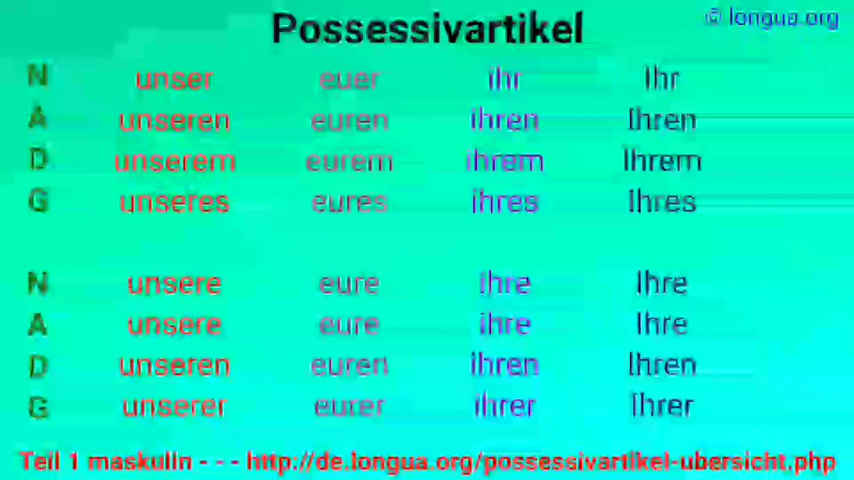 Possessivartikel
© longua.org
N unser euer ihr Ihr
A unseren euren ihren Ihren
D unserem eurem ihrem Ihrem
G unseres eures ihres Ihres
N unsere eure ihre Ihre
A unsere eure ihre Ihre
D unseren euren ihren Ihren
G unserer eurer ihrer Ihrer
Teil 1 maskulin - - - http://de.longua.org/possessivartikel-ubersicht.php